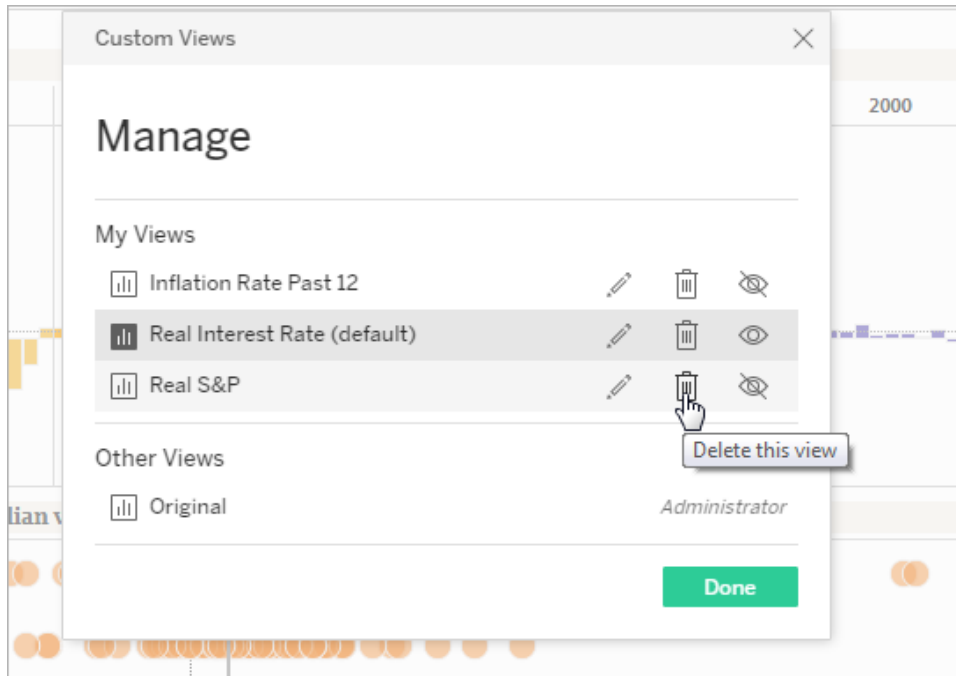 Custom Views
2000
Manage
My Views
Inflation Rate Past 12
Real Interest Rate (default)
Real S&P
Delete this view
Other Views
Original Administrator
lian v
Done